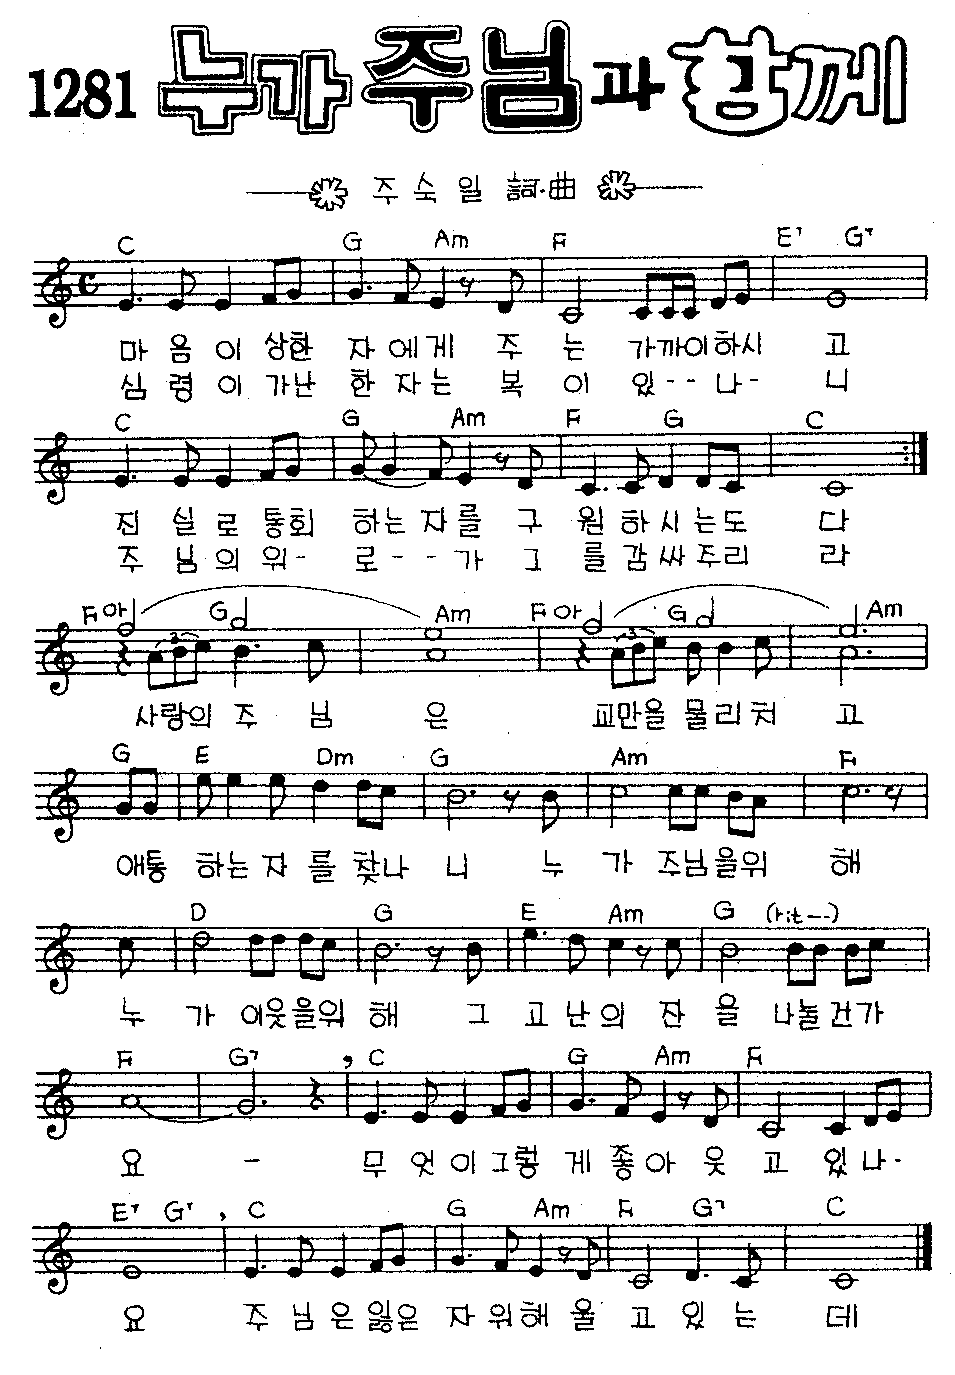 1281 누가 주님과 함께
주숙일 詞·曲
C G Am F E7 G7
마음이 상한 자에게 주는 가까이하시 고
심령이 가난 한 자는 복이 있--나- 니
C G Am F G C
진실로 통회 하는 자를 구원하시는도 다
주님의 위- 로--가 그를 감싸주리 라
F 아 G Am F 아 G Am
사랑의 주님 은 교만을 물리쳐 고
G E Dm G Am F
애통 하는 자를 찾나 니 누가 주님을위 해
D G E Am G (rit---)
누 가 이웃을위 해 그 고난의 잔을 나눌건가
F G7 , C G Am F
요 - 무엇이그렇 게 좋아 웃고 있나-
E7 G7 , C G Am F G7 C
요 주님은잃은 자위해 울고 있는 데